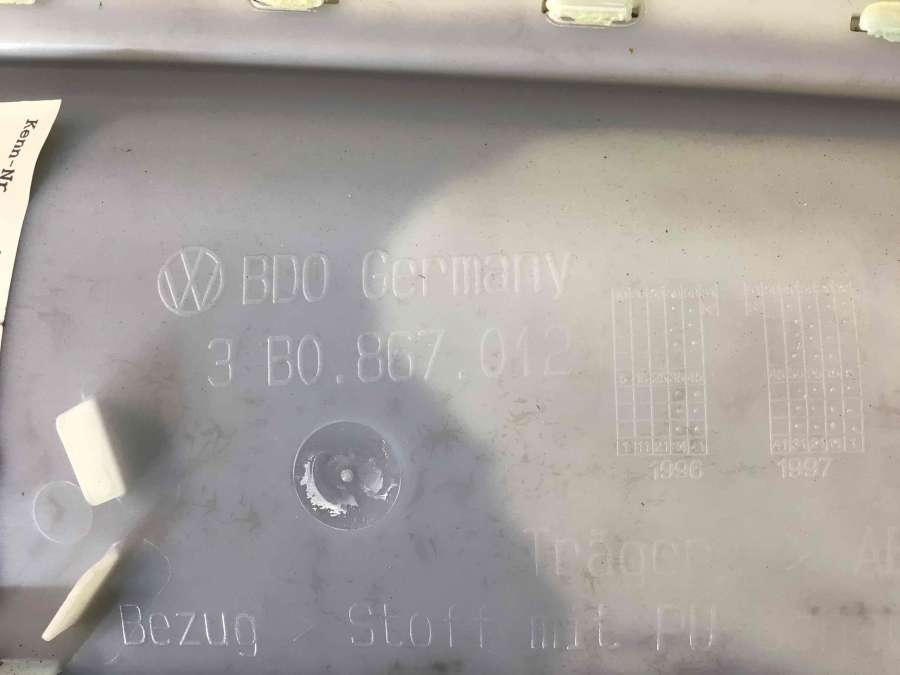 Kenn-Nr
BDO Germany
3 B0.867.012
1996
1997
Träger >
Bezug > Stoff mit PU